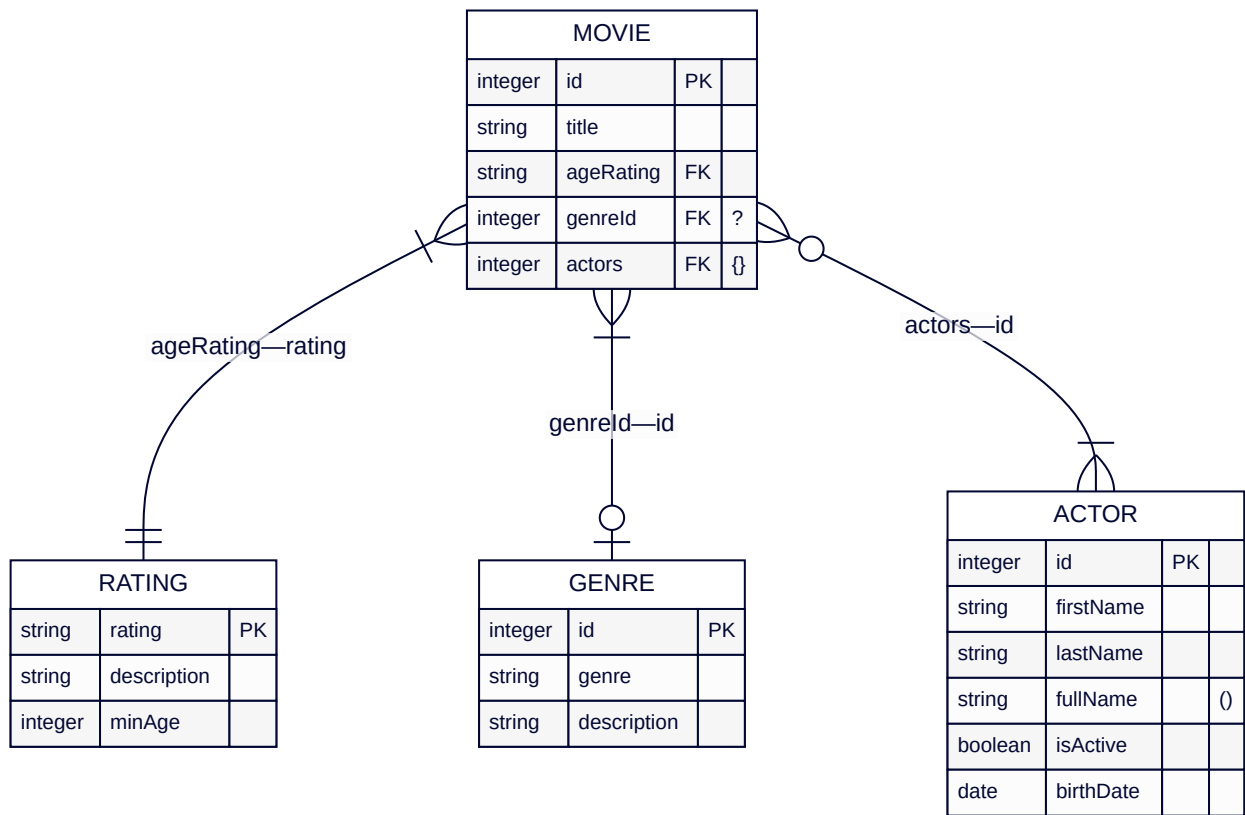 MOVIE
integer id PK
string title
string ageRating FK
integer genreId FK ?
integer actors FK {}
ageRating—rating
genreId—id
actors—id
RATING
string rating PK
string description
integer minAge
GENRE
integer id PK
string genre
string description
ACTOR
integer id PK
string firstName
string lastName
string fullName ()
boolean isActive
date birthDate